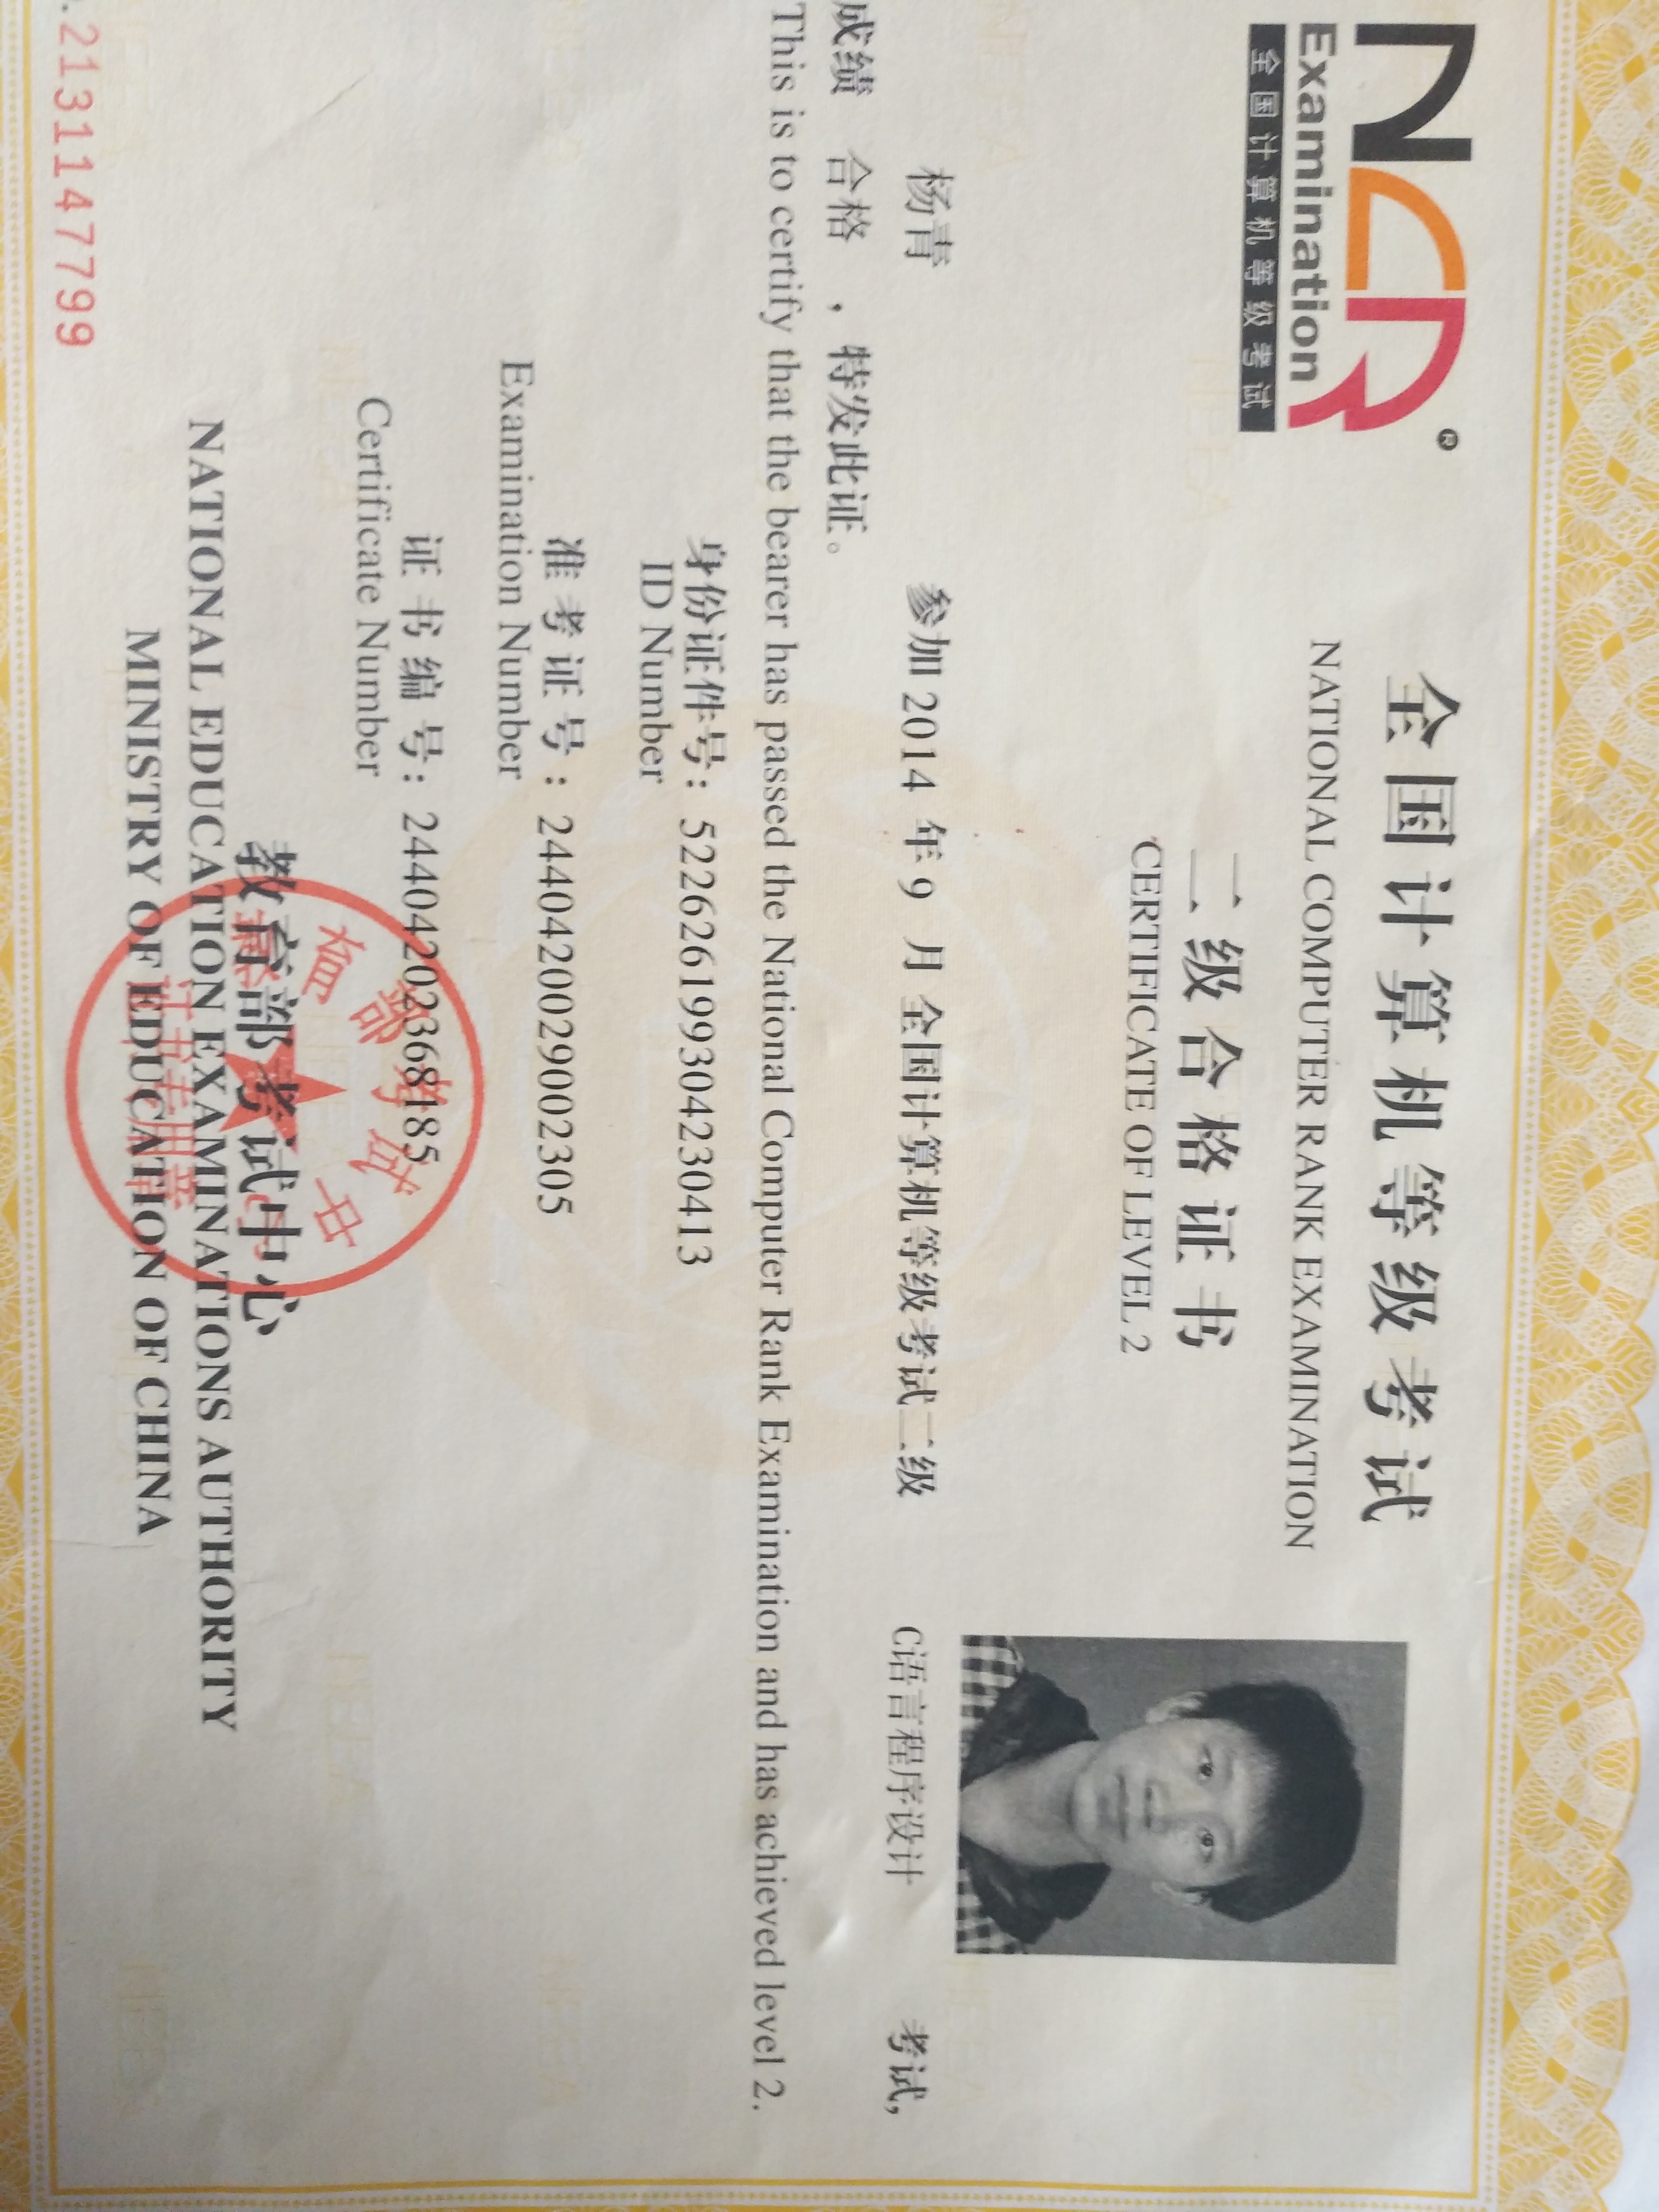 NCR®
Examination
全国计算机等级考试
全国计算机等级考试
NATIONAL COMPUTER RANK EXAMINATION
二级合格证书
CERTIFICATE OF LEVEL 2
杨青 参加 2014 年 9 月 全国计算机等级考试二级 C语言程序设计 考试,
成绩 合格 ，特发此证。
This is to certify that the bearer has passed the National Computer Rank Examination and has achieved level 2.
身份证件号: 522626199304230413
ID Number
准考证号: 2440420029002305
Examination Number
证书编号: 24404202368185
Certificate Number
教育部考试中心
NATIONAL EDUCATION EXAMINATIONS AUTHORITY
MINISTRY OF EDUCATION OF CHINA
育部考试中
证书专用章
2131147799